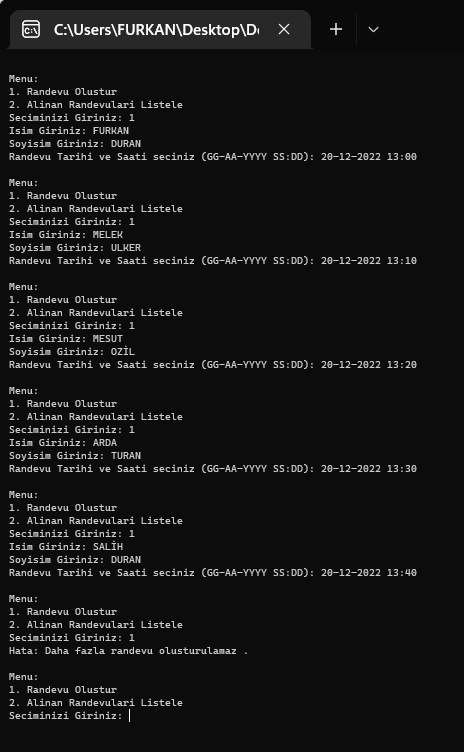 C:\Users\FURKAN\Desktop\D
Menu:
1. Randevu Olustur
2. Alinan Randevulari Listele
Seciminizi Giriniz: 1
Isim Giriniz: FURKAN
Soyisim Giriniz: DURAN
Randevu Tarihi ve Saati seciniz (GG-AA-YYYY SS:DD): 20-12-2022 13:00
Menu:
1. Randevu Olustur
2. Alinan Randevulari Listele
Seciminizi Giriniz: 1
Isim Giriniz: MELEK
Soyisim Giriniz: ULKER
Randevu Tarihi ve Saati seciniz (GG-AA-YYYY SS:DD): 20-12-2022 13:10
Menu:
1. Randevu Olustur
2. Alinan Randevulari Listele
Seciminizi Giriniz: 1
Isim Giriniz: MESUT
Soyisim Giriniz: OZİL
Randevu Tarihi ve Saati seciniz (GG-AA-YYYY SS:DD): 20-12-2022 13:20
Menu:
1. Randevu Olustur
2. Alinan Randevulari Listele
Seciminizi Giriniz: 1
Isim Giriniz: ARDA
Soyisim Giriniz: TURAN
Randevu Tarihi ve Saati seciniz (GG-AA-YYYY SS:DD): 20-12-2022 13:30
Menu:
1. Randevu Olustur
2. Alinan Randevulari Listele
Seciminizi Giriniz: 1
Isim Giriniz: SALİH
Soyisim Giriniz: DURAN
Randevu Tarihi ve Saati seciniz (GG-AA-YYYY SS:DD): 20-12-2022 13:40
Menu:
1. Randevu Olustur
2. Alinan Randevulari Listele
Seciminizi Giriniz: 1
Hata: Daha fazla randevu olusturulamaz .
Menu:
1. Randevu Olustur
2. Alinan Randevulari Listele
Seciminizi Giriniz: